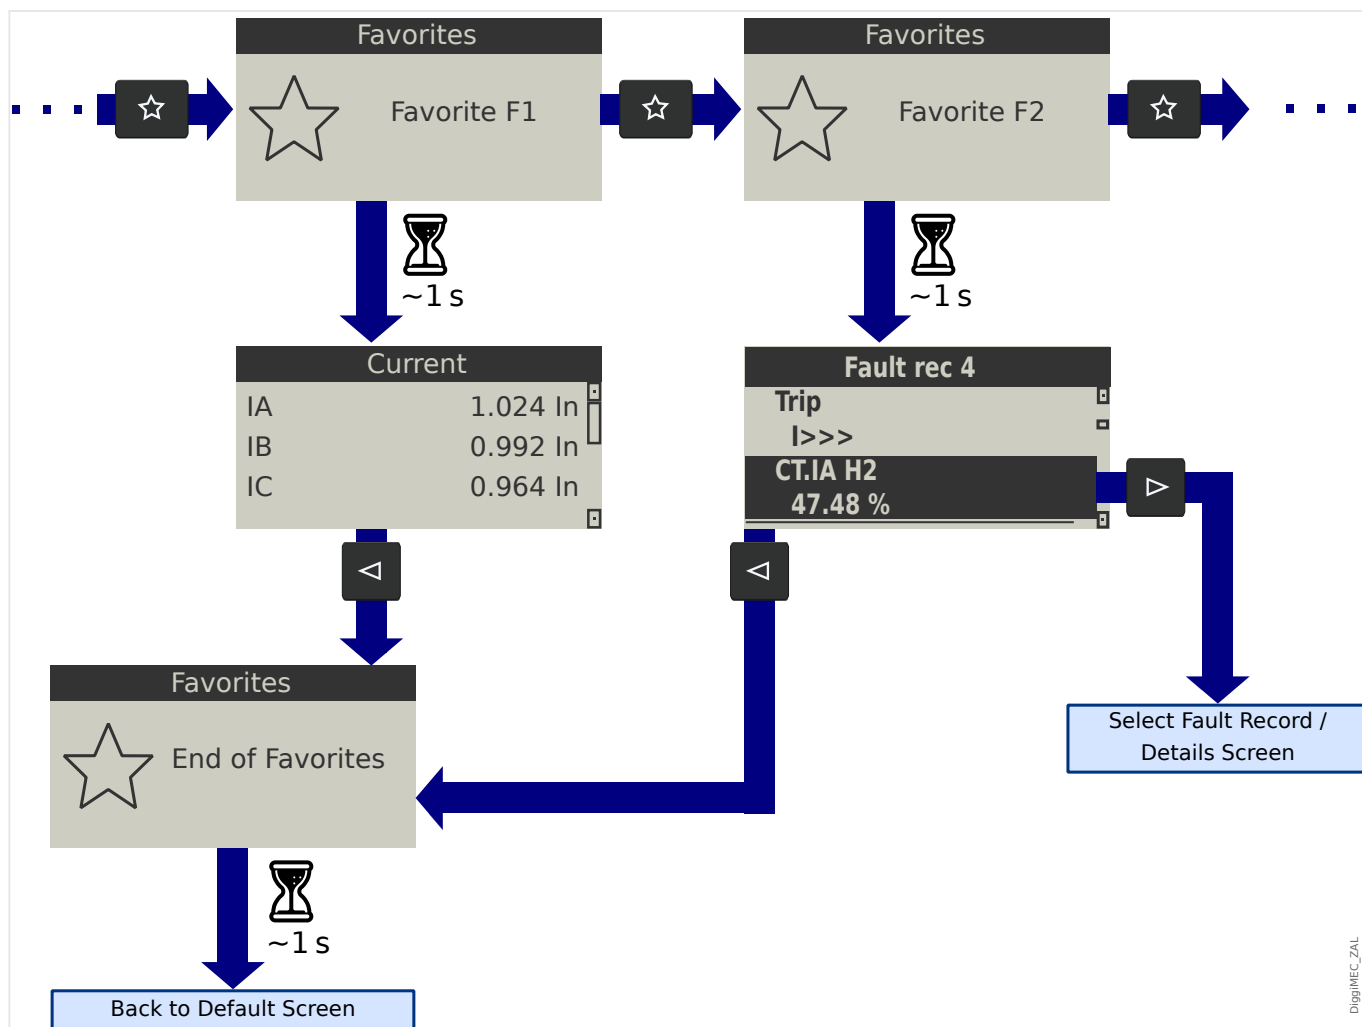 Favorites
Favorite F1
Favorites
Favorite F2
~1 s
~1 s
Current
IA 1.024 In
IB 0.992 In
IC 0.964 In
Fault rec 4
Trip
I>>>
CT.IA H2
47.48 %
Favorites
End of Favorites
Select Fault Record /
Details Screen
~1 s
Back to Default Screen
DiggiMEC_ZAL